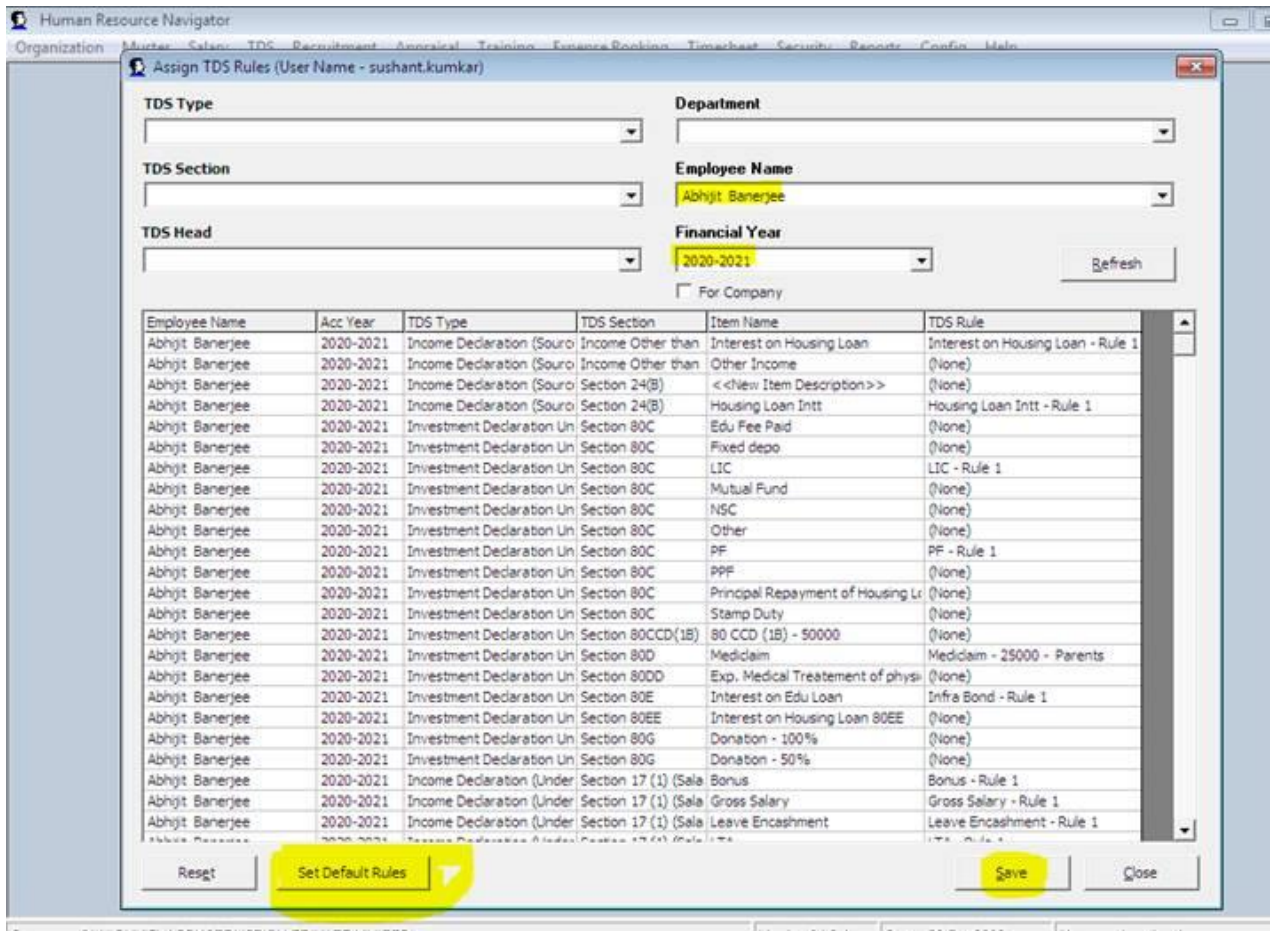 Human Resource Navigator
Organization Muster Salary TDS Recruitment Appraisal Training Expense Booking Timesheet Security Reports Config Help
Assign TDS Rules (User Name - sushant.kumkar)
TDS Type
Department
TDS Section
Employee Name
Abhijit Banerjee
TDS Head
Financial Year
2020-2021
Refresh
For Company
Employee Name Acc Year TDS Type TDS Section Item Name TDS Rule
Abhijit Banerjee 2020-2021 Income Declaration (Sourc Income Other than Interest on Housing Loan Interest on Housing Loan - Rule 1
Abhijit Banerjee 2020-2021 Income Declaration (Sourc Income Other than Other Income (None)
Abhijit Banerjee 2020-2021 Income Declaration (Sourc Section 24(B) <<New Item Description>> (None)
Abhijit Banerjee 2020-2021 Income Declaration (Sourc Section 24(B) Housing Loan Intt Housing Loan Intt - Rule 1
Abhijit Banerjee 2020-2021 Investment Declaration Un Section 80C Edu Fee Paid (None)
Abhijit Banerjee 2020-2021 Investment Declaration Un Section 80C Fixed depo (None)
Abhijit Banerjee 2020-2021 Investment Declaration Un Section 80C LIC LIC - Rule 1
Abhijit Banerjee 2020-2021 Investment Declaration Un Section 80C Mutual Fund (None)
Abhijit Banerjee 2020-2021 Investment Declaration Un Section 80C NSC (None)
Abhijit Banerjee 2020-2021 Investment Declaration Un Section 80C Other (None)
Abhijit Banerjee 2020-2021 Investment Declaration Un Section 80C PF PF - Rule 1
Abhijit Banerjee 2020-2021 Investment Declaration Un Section 80C PPF (None)
Abhijit Banerjee 2020-2021 Investment Declaration Un Section 80C Principal Repayment of Housing Lo (None)
Abhijit Banerjee 2020-2021 Investment Declaration Un Section 80C Stamp Duty (None)
Abhijit Banerjee 2020-2021 Investment Declaration Un Section 80CCD(1B) 80 CCD (1B) - 50000 (None)
Abhijit Banerjee 2020-2021 Investment Declaration Un Section 80D Mediclaim Mediclaim - 25000 - Parents
Abhijit Banerjee 2020-2021 Investment Declaration Un Section 80DD Exp. Medical Treatement of physi (None)
Abhijit Banerjee 2020-2021 Investment Declaration Un Section 80E Interest on Edu Loan Infra Bond - Rule 1
Abhijit Banerjee 2020-2021 Investment Declaration Un Section 80EE Interest on Housing Loan 80EE (None)
Abhijit Banerjee 2020-2021 Investment Declaration Un Section 80G Donation - 100% (None)
Abhijit Banerjee 2020-2021 Investment Declaration Un Section 80G Donation - 50% (None)
Abhijit Banerjee 2020-2021 Income Declaration (Under Section 17 (1) (Sala Bonus Bonus - Rule 1
Abhijit Banerjee 2020-2021 Income Declaration (Under Section 17 (1) (Sala Gross Salary Gross Salary - Rule 1
Abhijit Banerjee 2020-2021 Income Declaration (Under Section 17 (1) (Sala Leave Encashment Leave Encashment - Rule 1
Reset Set Default Rules Save Close